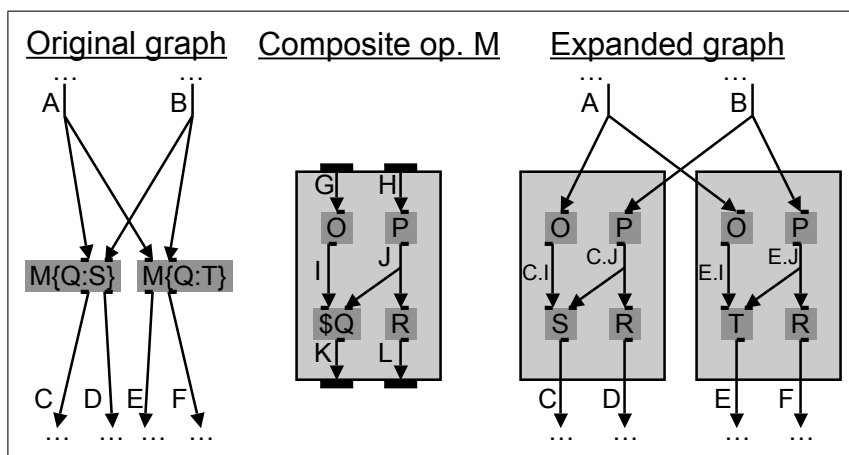 Original graph
Composite op. M
Expanded graph
... ...
A B
M{Q:S} M{Q:T}
C D E F
... ... ... ...
G H
O P
I J
$Q R
K L
... ...
A B
O P O P
C.I C.J E.I E.J
S R T R
C D E F
... ... ... ...